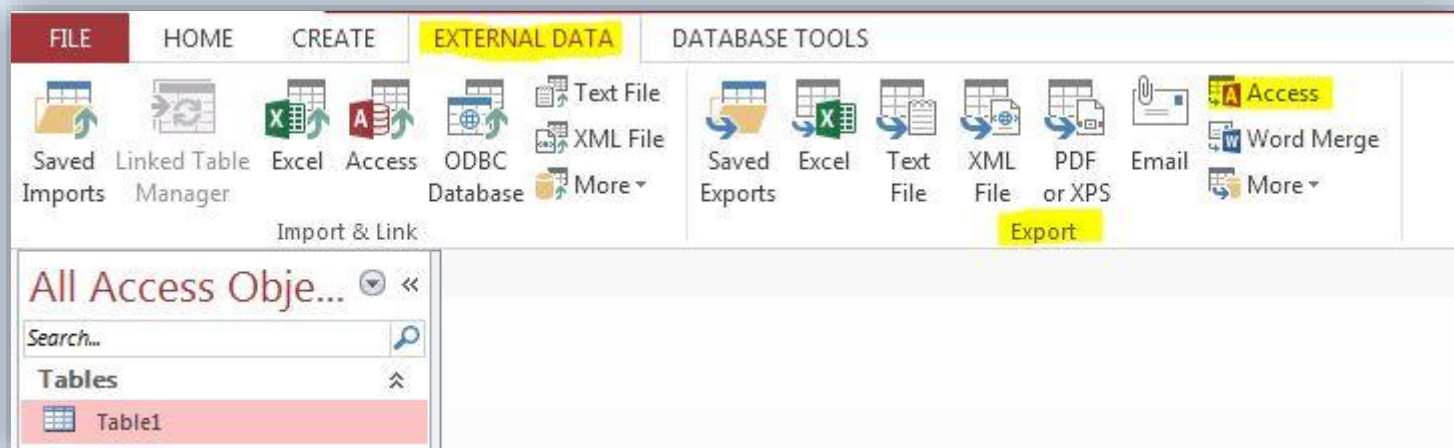 FILE HOME CREATE EXTERNAL DATA DATABASE TOOLS
Saved
Imports
Linked Table
Manager
Excel
Access
ODBC
Database
Text File
XML File
More
Import & Link
Saved
Exports
Excel
Text
File
XML
File
PDF
or XPS
Email
Access
Word Merge
More
Export
All Access Obje...
Search...
Tables
Table1